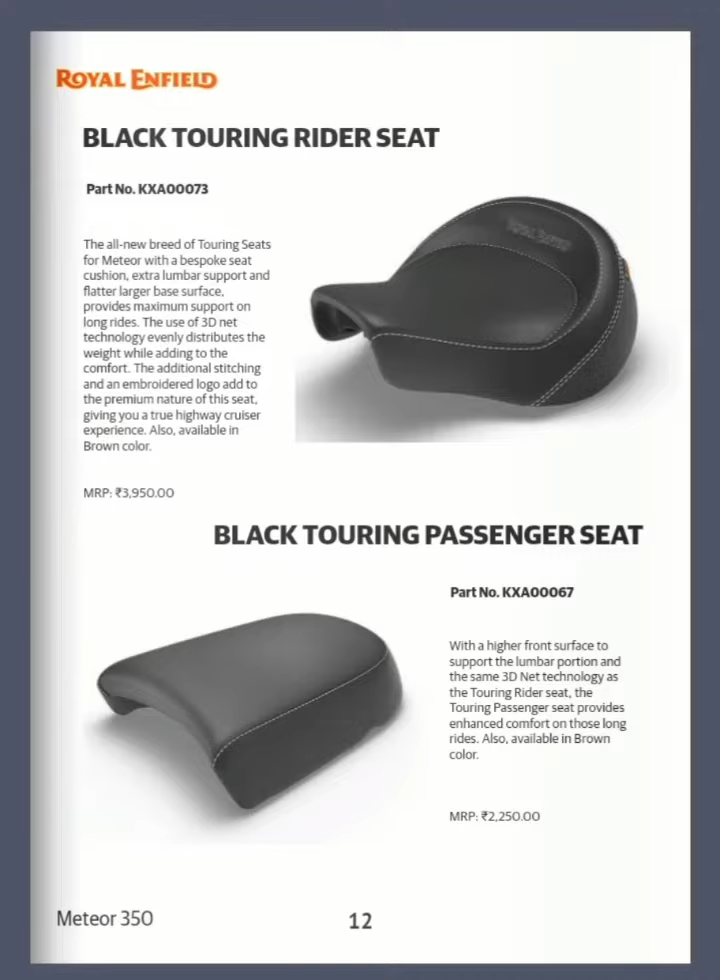 ROYAL ENFIELD
BLACK TOURING RIDER SEAT
Part No. KXA00073
The all-new breed of Touring Seats
for Meteor with a bespoke seat
cushion, extra lumbar support and
flatter larger base surface,
provides maximum support on
long rides. The use of 3D net
technology evenly distributes the
weight while adding to the
comfort. The additional stitching
and an embroidered logo add to
the premium nature of this seat,
giving you a true highway cruiser
experience. Also, available in
Brown color.
MRP: ₹3,950.00
BLACK TOURING PASSENGER SEAT
Part No. KXA00067
With a higher front surface to
support the lumbar portion and
the same 3D Net technology as
the Touring Rider seat, the
Touring Passenger seat provides
enhanced comfort on those long
rides. Also, available in Brown
color.
MRP: ₹2,250.00
Meteor 350
12